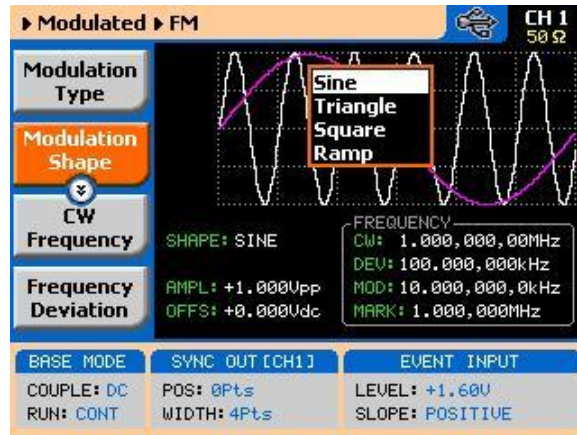 ▸ Modulated ▸ FM
CH 1
50 Ω
Modulation
Type
Modulation
Shape
CW
Frequency
Frequency
Deviation
Sine
Triangle
Square
Ramp
SHAPE: SINE
AMPL: +1.000Vpp
OFFS: +0.000Vdc
FREQUENCY
CW: 1.000,000,00MHz
DEV: 100.000,000kHz
MOD: 10.000,000,0kHz
MARK: 1.000,000MHz
BASE MODE
COUPLE: DC
RUN: CONT
SYNC OUT [CH1]
POS: 0Pts
WIDTH: 4Pts
EVENT INPUT
LEVEL: +1.60V
SLOPE: POSITIVE